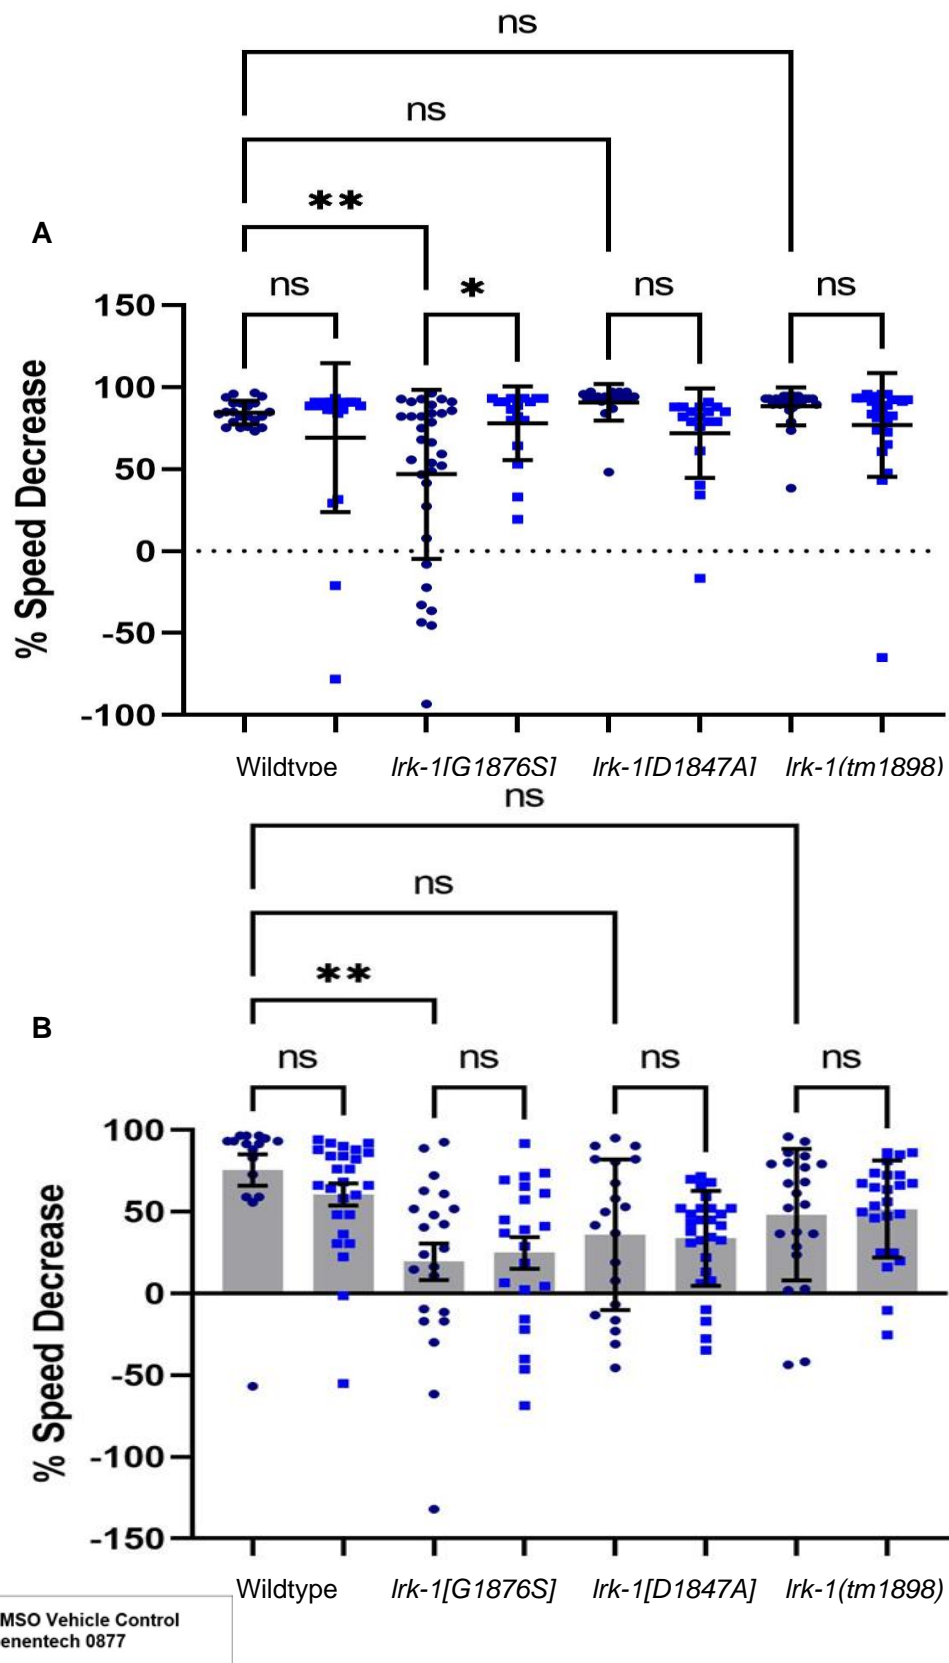 ns
ns
**
A
ns
*
ns
ns
150
100
50
0
-50
-100
% Speed Decrease
Wildtype lrk-1[G1876S] lrk-1[D1847A] lrk-1(tm1898)
ns
ns
**
B
ns
ns
ns
ns
100
50
0
-50
-100
-150
% Speed Decrease
Wildtype lrk-1[G1876S] lrk-1[D1847A] lrk-1(tm1898)
MSO Vehicle Control
enentech 0877